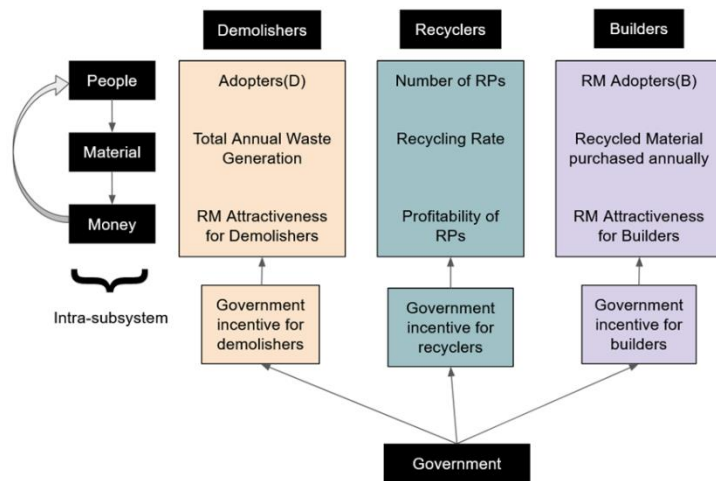 Demolishers
Recyclers
Builders
People
Material
Money
Intra-subsystem
Adopters(D)
Total Annual Waste
Generation
RM Attractiveness
for Demolishers
Number of RPs
Recycling Rate
Profitability of
RPs
RM Adopters(B)
Recycled Material
purchased annually
RM Attractiveness
for Builders
Government
incentive for
demolishers
Government
incentive for
recyclers
Government
incentive for
builders
Government